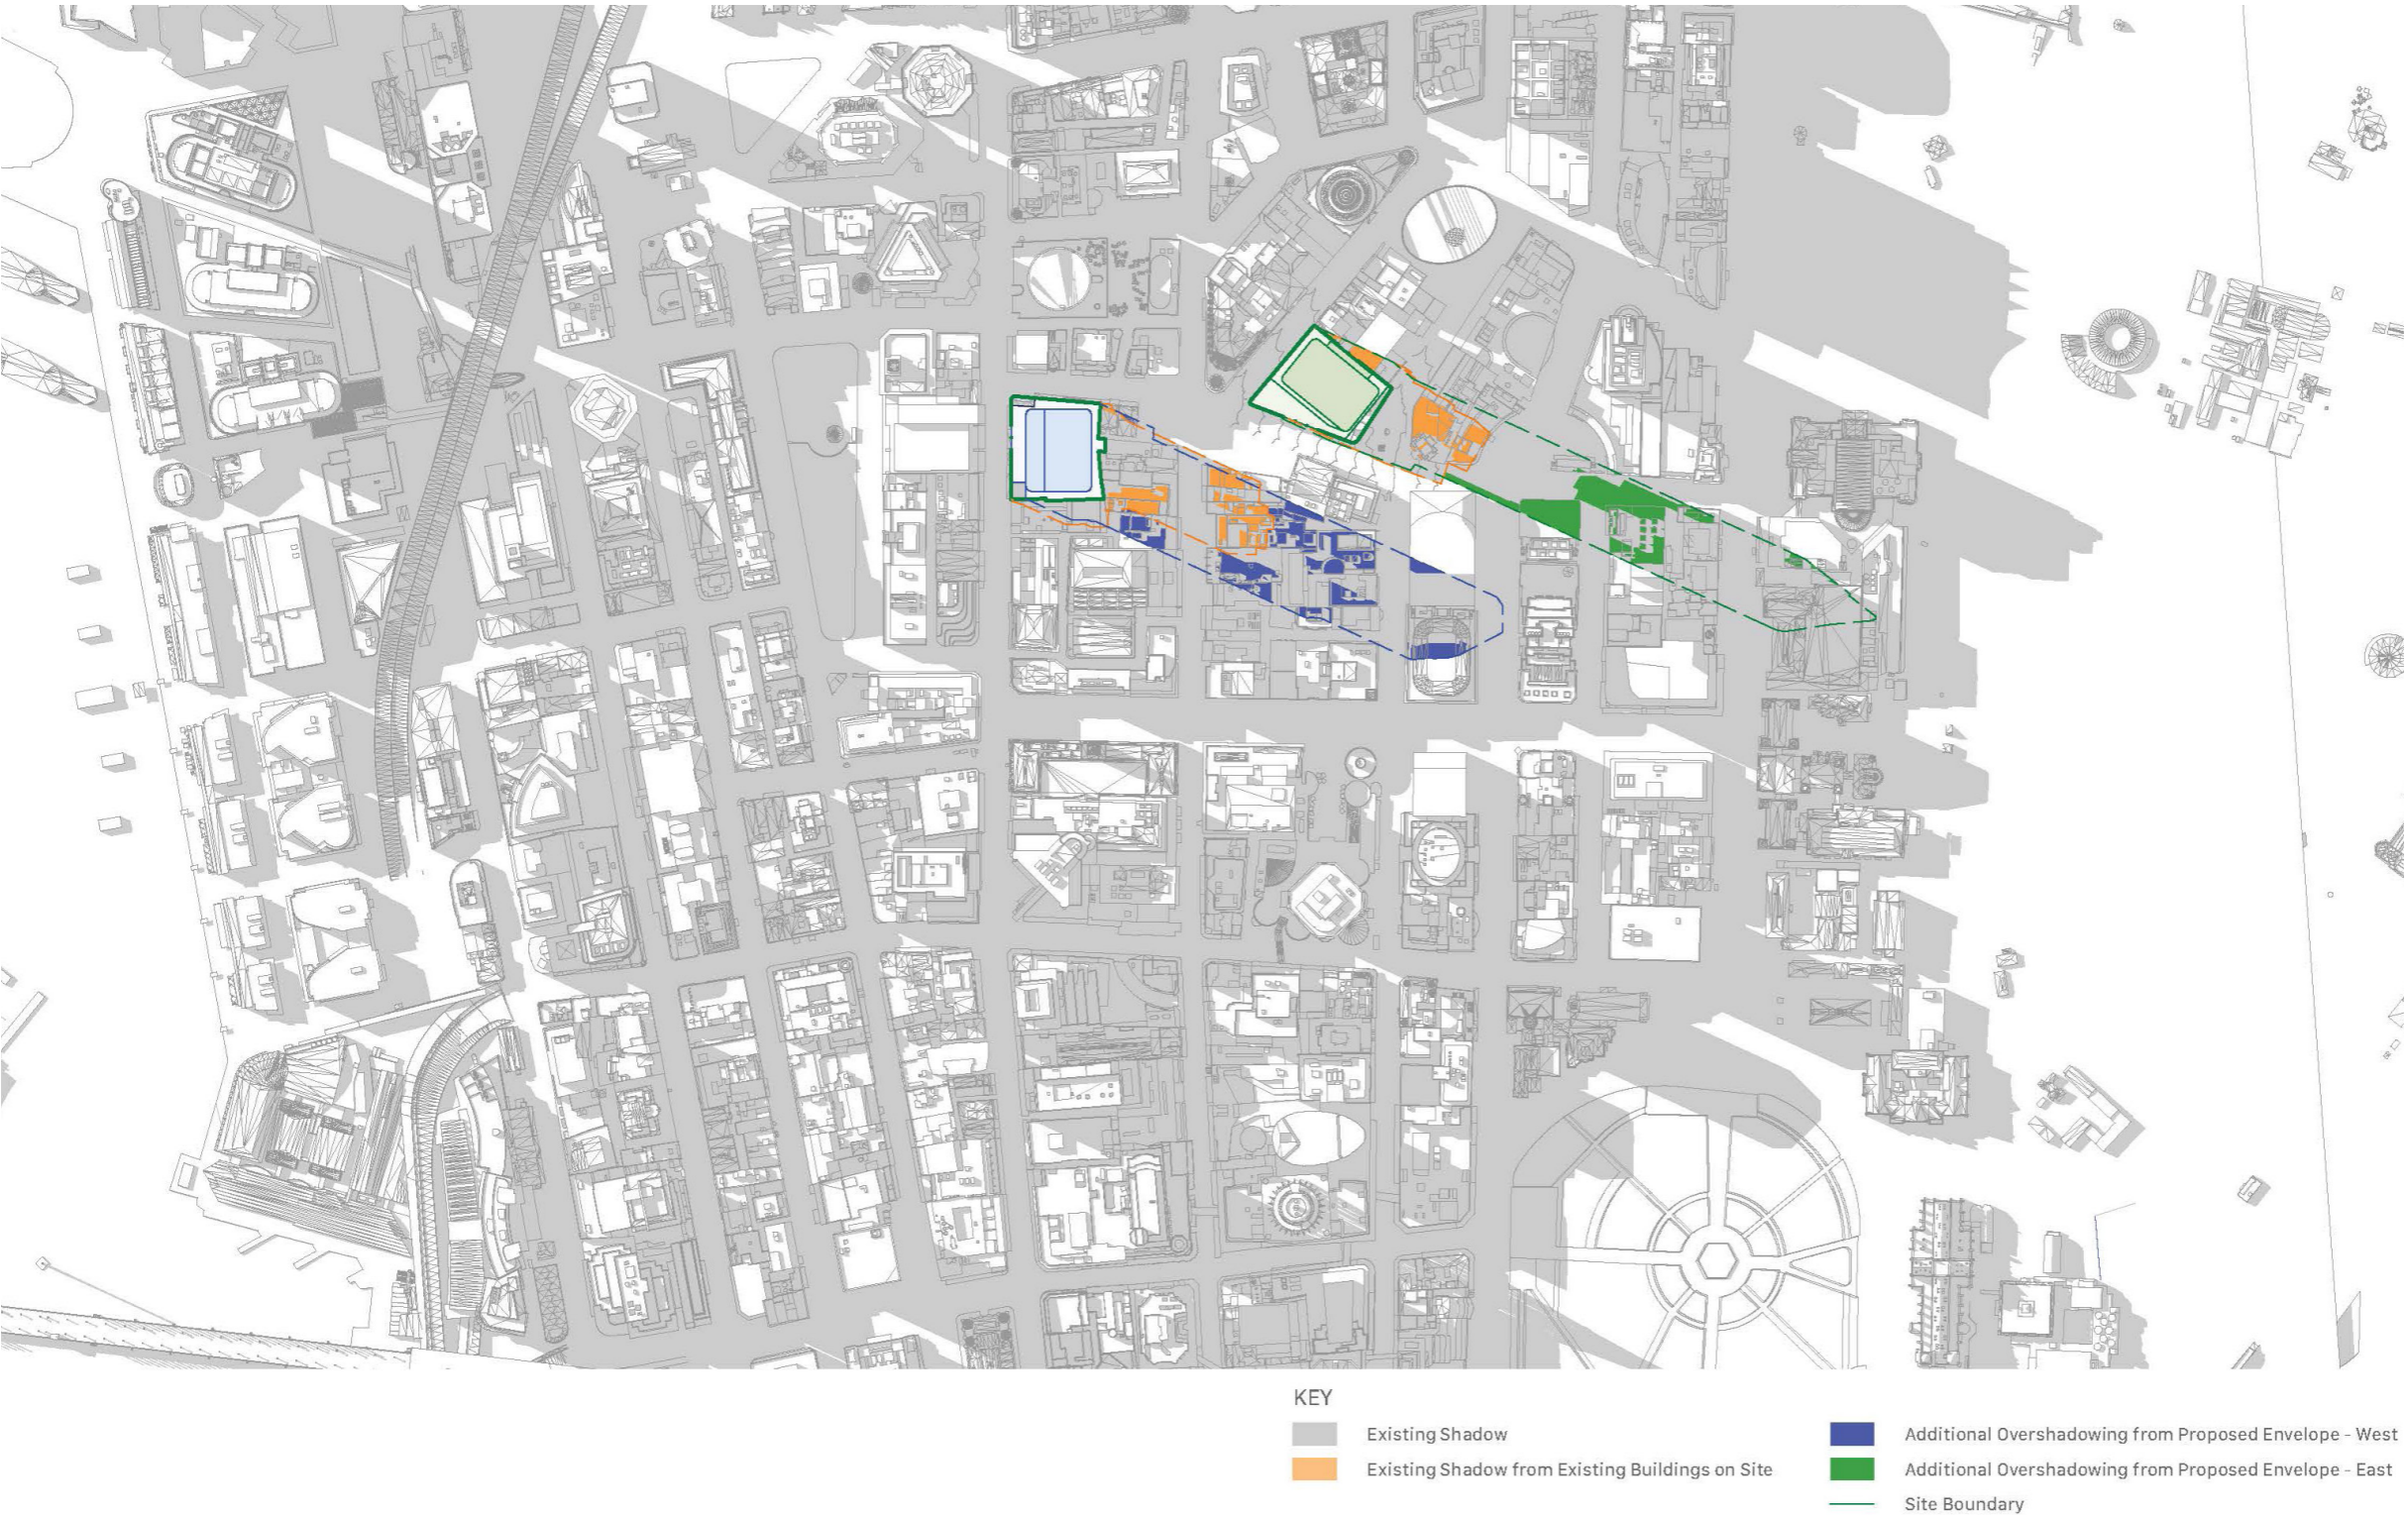 KEY
Existing Shadow
Existing Shadow from Existing Buildings on Site
Additional Overshadowing from Proposed Envelope - West
Additional Overshadowing from Proposed Envelope - East
Site Boundary